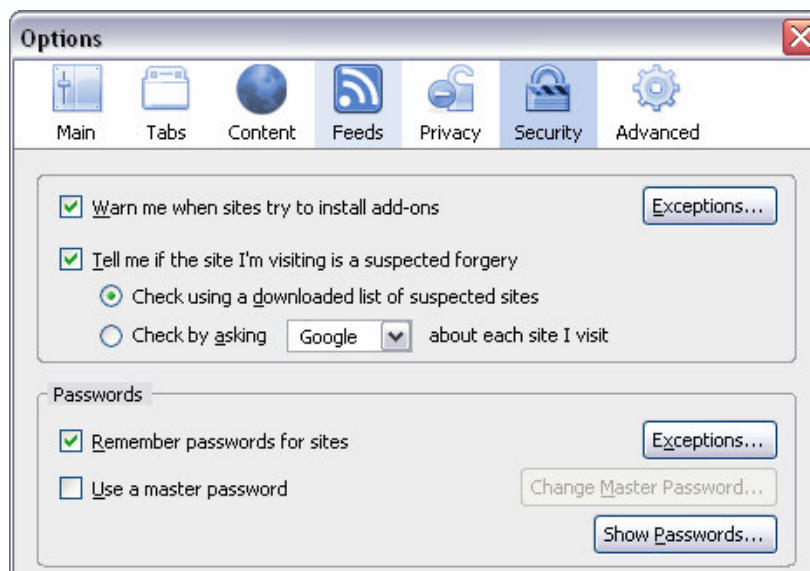 Options
Main Tabs Content Feeds Privacy Security Advanced
Warn me when sites try to install add-ons Exceptions...
Tell me if the site I'm visiting is a suspected forgery
Check using a downloaded list of suspected sites
Check by asking Google about each site I visit
Passwords
Remember passwords for sites Exceptions...
Use a master password Change Master Password...
Show Passwords...